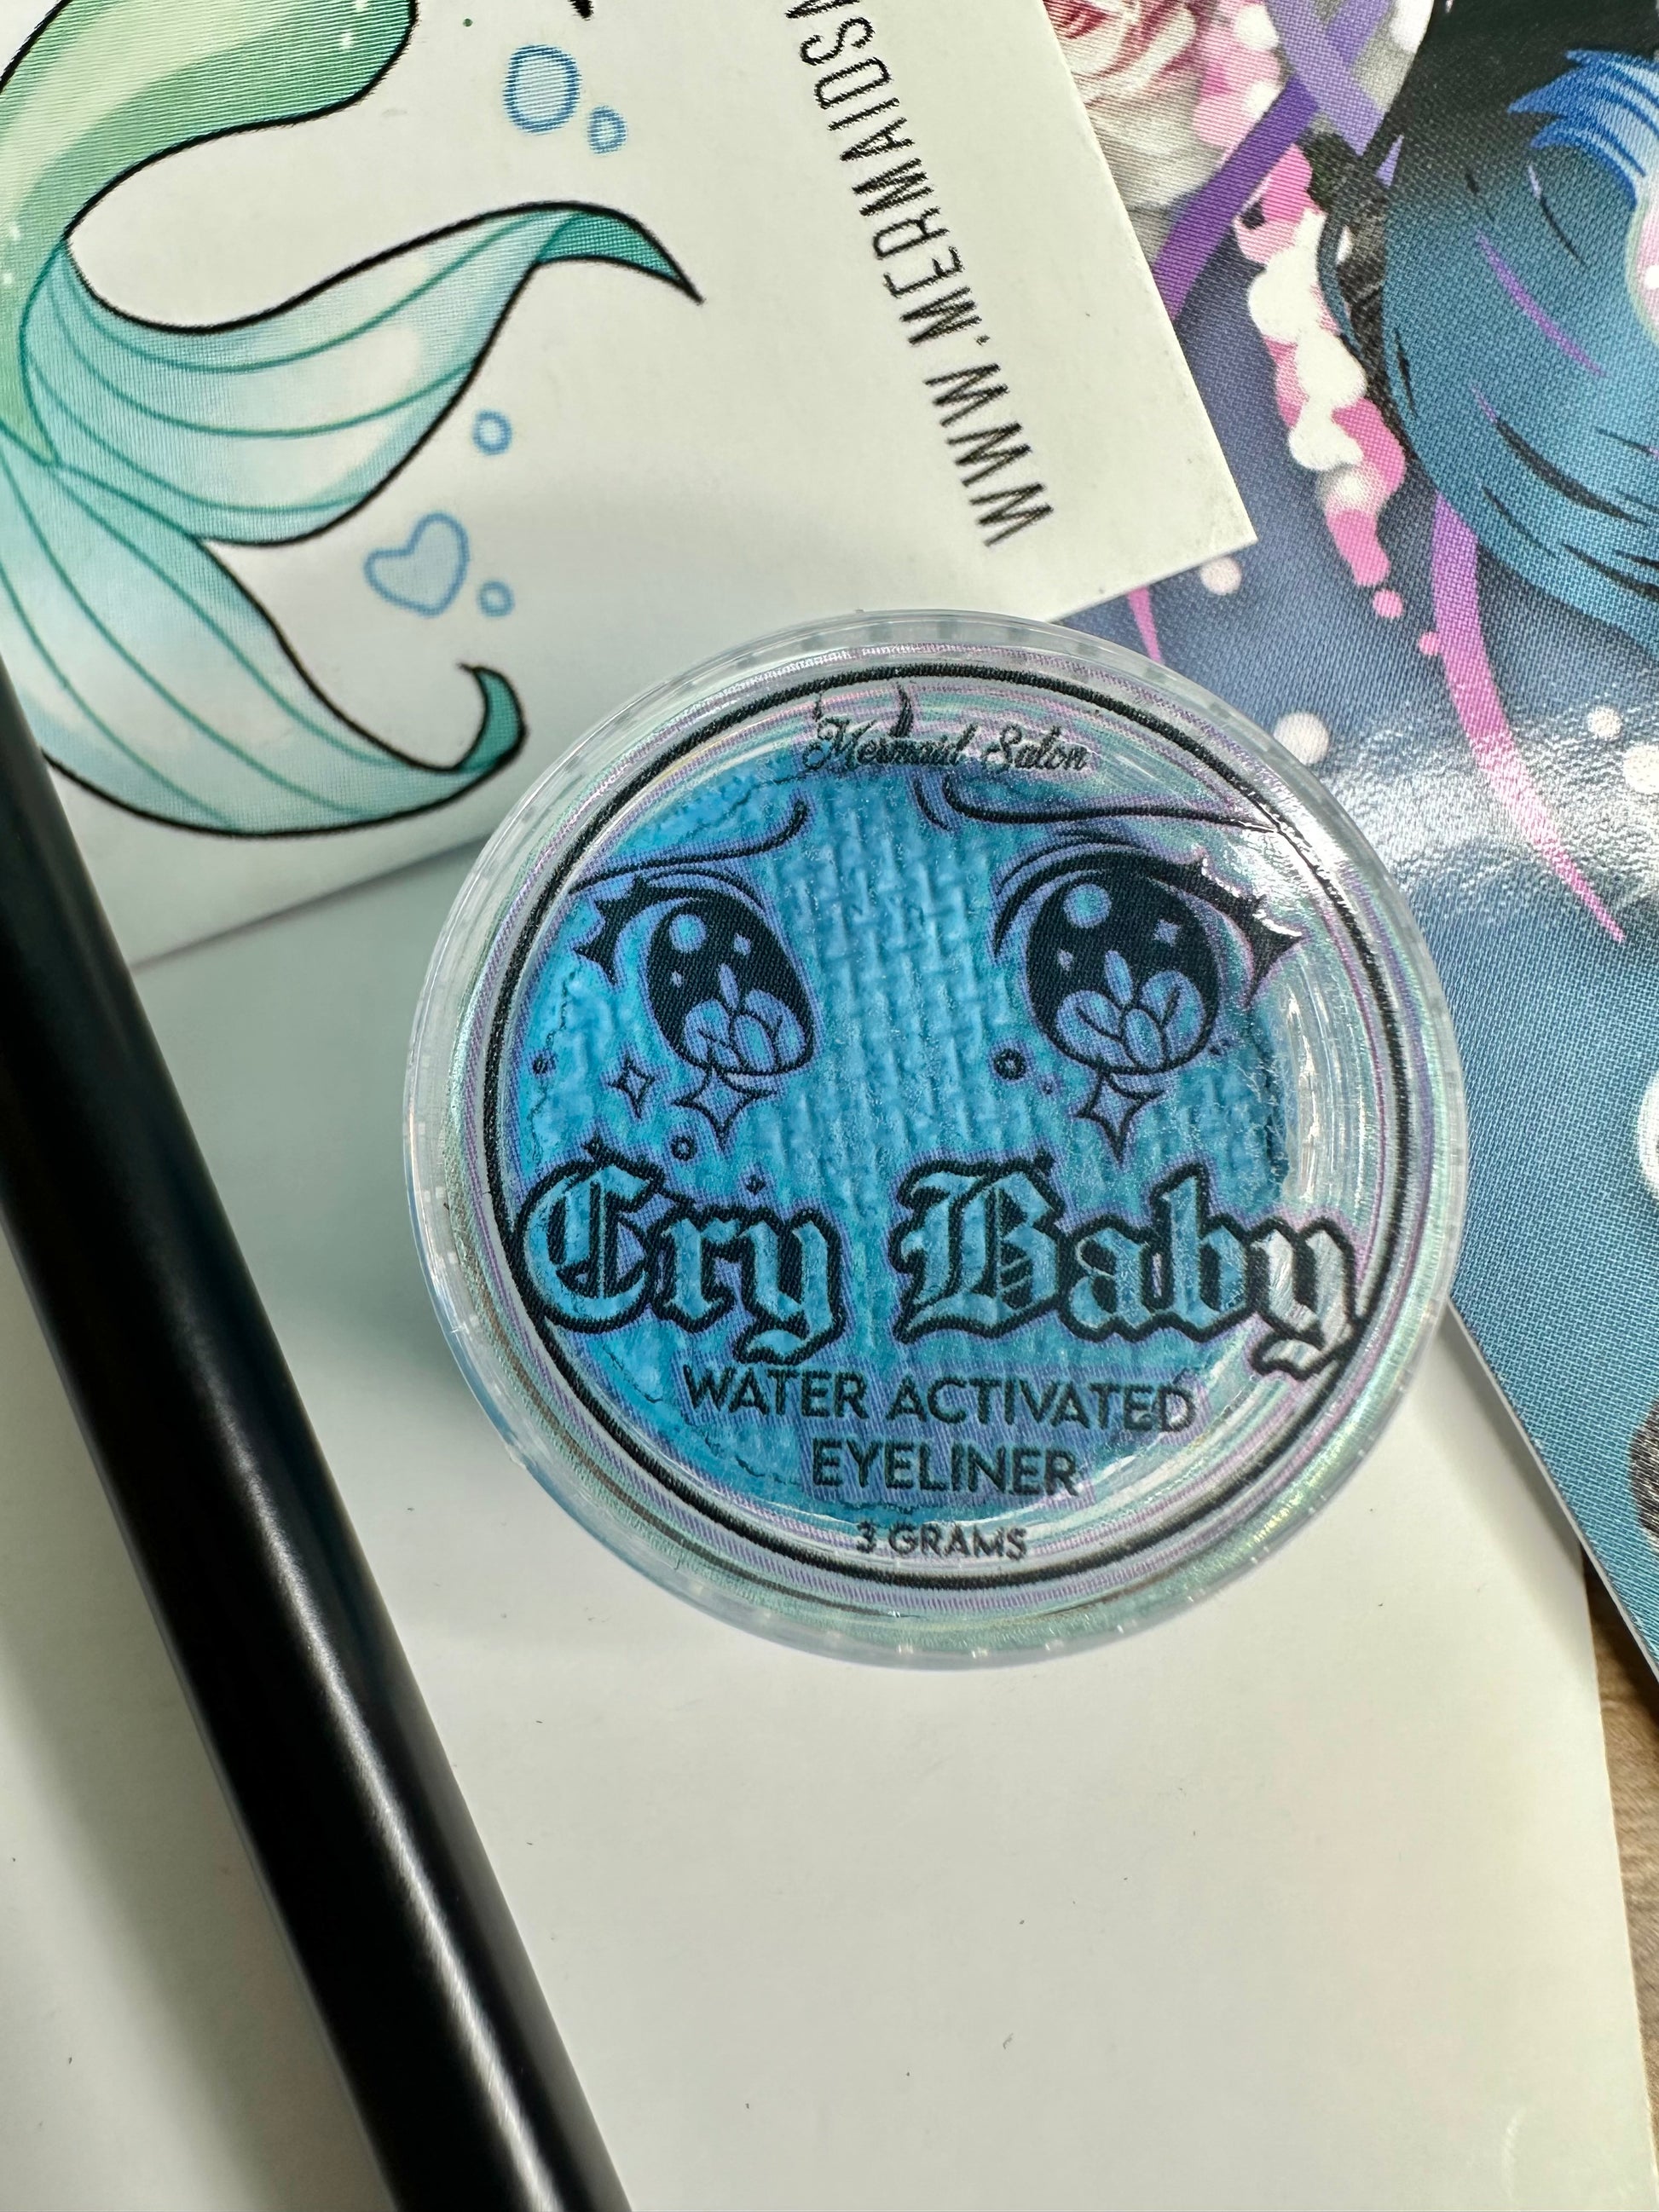 WWW.MERMAIDS
Mermaid Salon
Cry Baby
WATER ACTIVATED
EYELINER
3 GRAMS